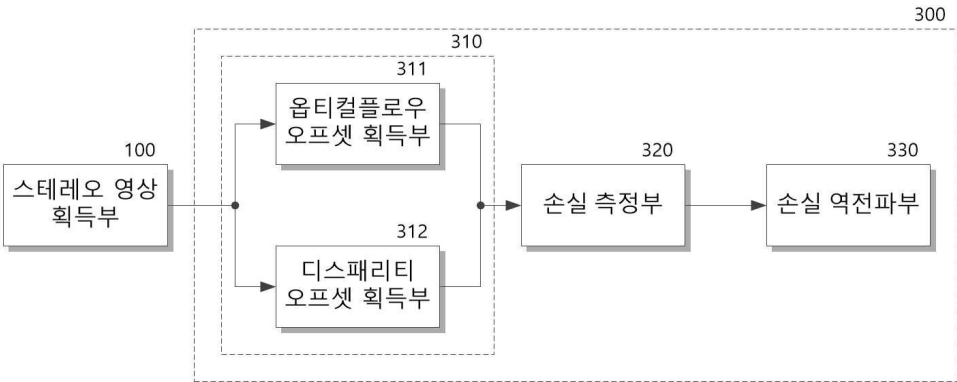 300
310
311
옵티컬플로우
오프셋 획득부
100
스테레오 영상
획득부
320
손실 측정부
330
손실 역전파부
312
디스패리티
오프셋 획득부